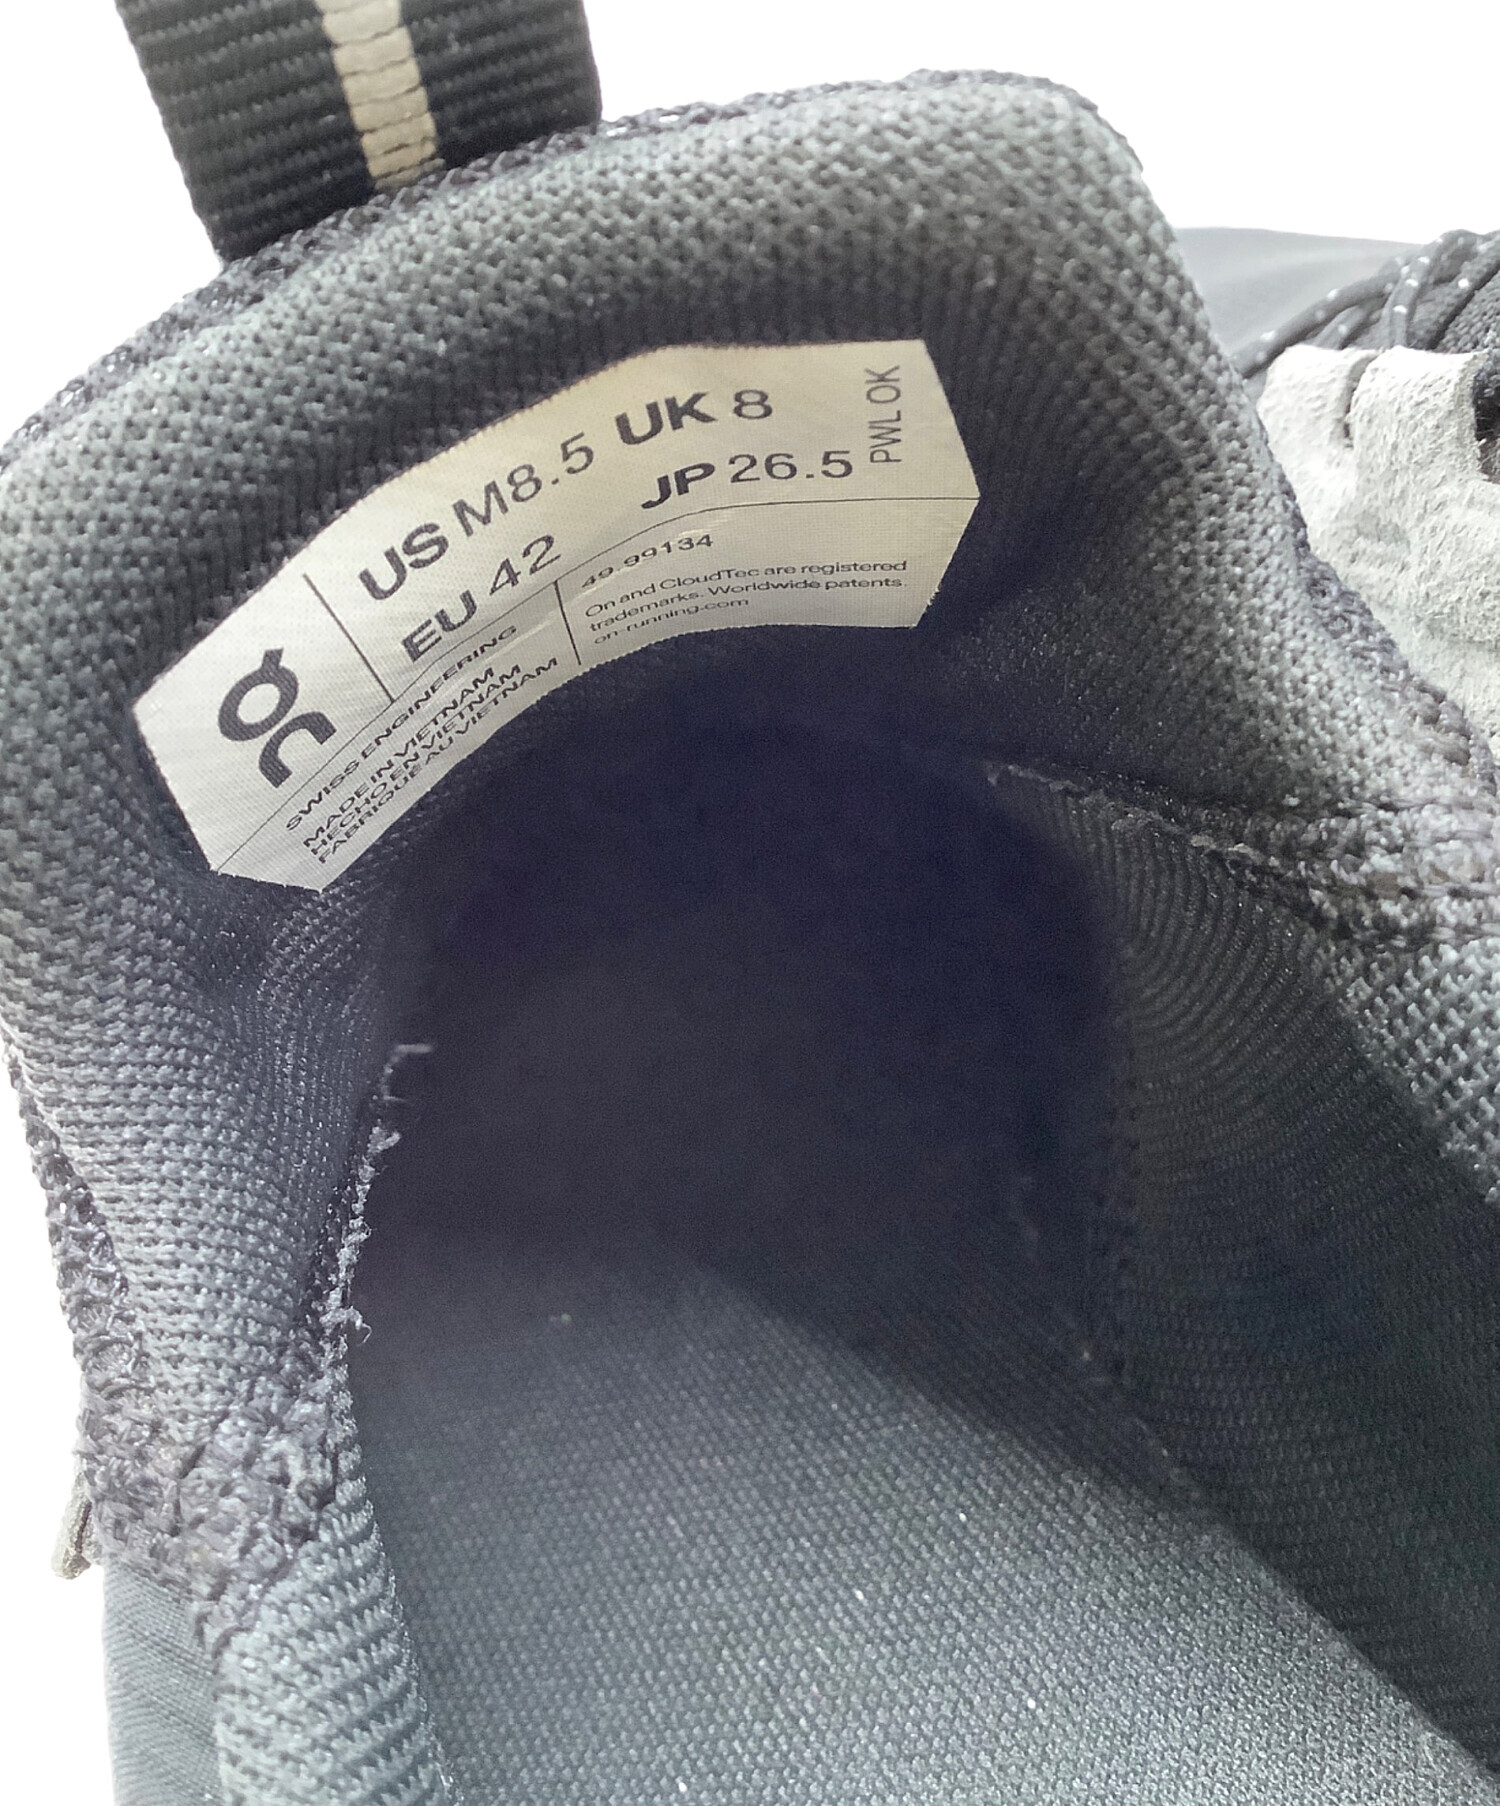 On
US M8.5 UK 8
EU 42 JP 26.5
PWL OK
SWISS ENGINEERING
MADE IN VIETNAM
HECHO EN VIETNAM
FABRIQUE AU VIETNAM
49.99134
On and CloudTec are registered
trademarks. Worldwide patents.
on-running.com